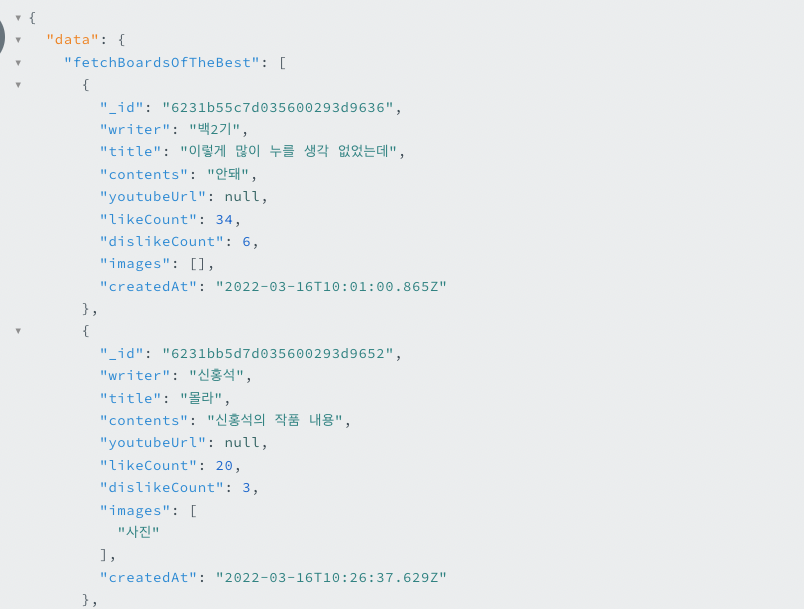 {
"data": {
"fetchBoardsOfTheBest": [
{
"_id": "6231b55c7d035600293d9636",
"writer": "백2기",
"title": "이렇게 많이 누를 생각 없었는데",
"contents": "안돼",
"youtubeUrl": null,
"likeCount": 34,
"dislikeCount": 6,
"images": [],
"createdAt": "2022-03-16T10:01:00.865Z"
},
{
"_id": "6231bb5d7d035600293d9652",
"writer": "신홍석",
"title": "몰라",
"contents": "신홍석의 작품 내용",
"youtubeUrl": null,
"likeCount": 20,
"dislikeCount": 3,
"images": [
"사진"
],
"createdAt": "2022-03-16T10:26:37.629Z"
},